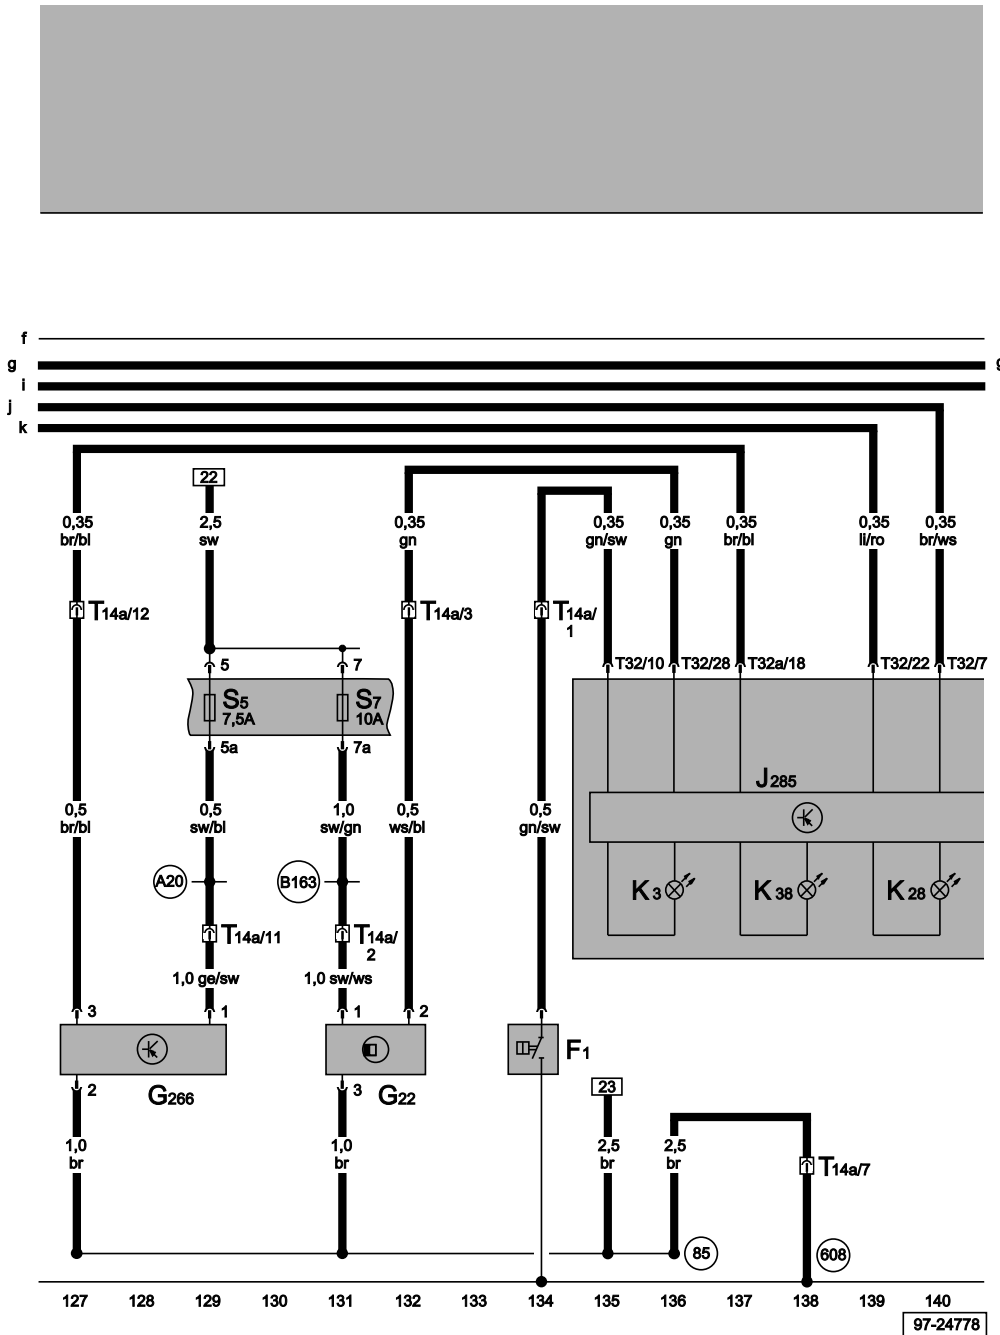 f
g
g
i
j
k
22
0,35
br/bl
2,5
sw
0,35
gn
0,35
gn/sw
0,35
gn
0,35
br/bl
0,35
li/ro
0,35
br/ws
T14a/12
T14a/3
T14a/
1
5
7
T32/10
T32/28
T32a/18
T32/22
T32/7
S5
7,5A
S7
10A
5a
7a
J285
0,5
br/bl
0,5
sw/bl
1,0
sw/gn
0,5
ws/bl
0,5
gn/sw
A20
B163
K3
K38
K28
T14a/11
T14a/
2
1,0 ge/sw
1,0 sw/ws
3
1
1
2
F1
2
G266
3
G22
23
1,0
br
1,0
br
2,5
br
2,5
br
T14a/7
85
608
127 128 129 130 131 132 133 134 135 136 137 138 139 140
97-24778